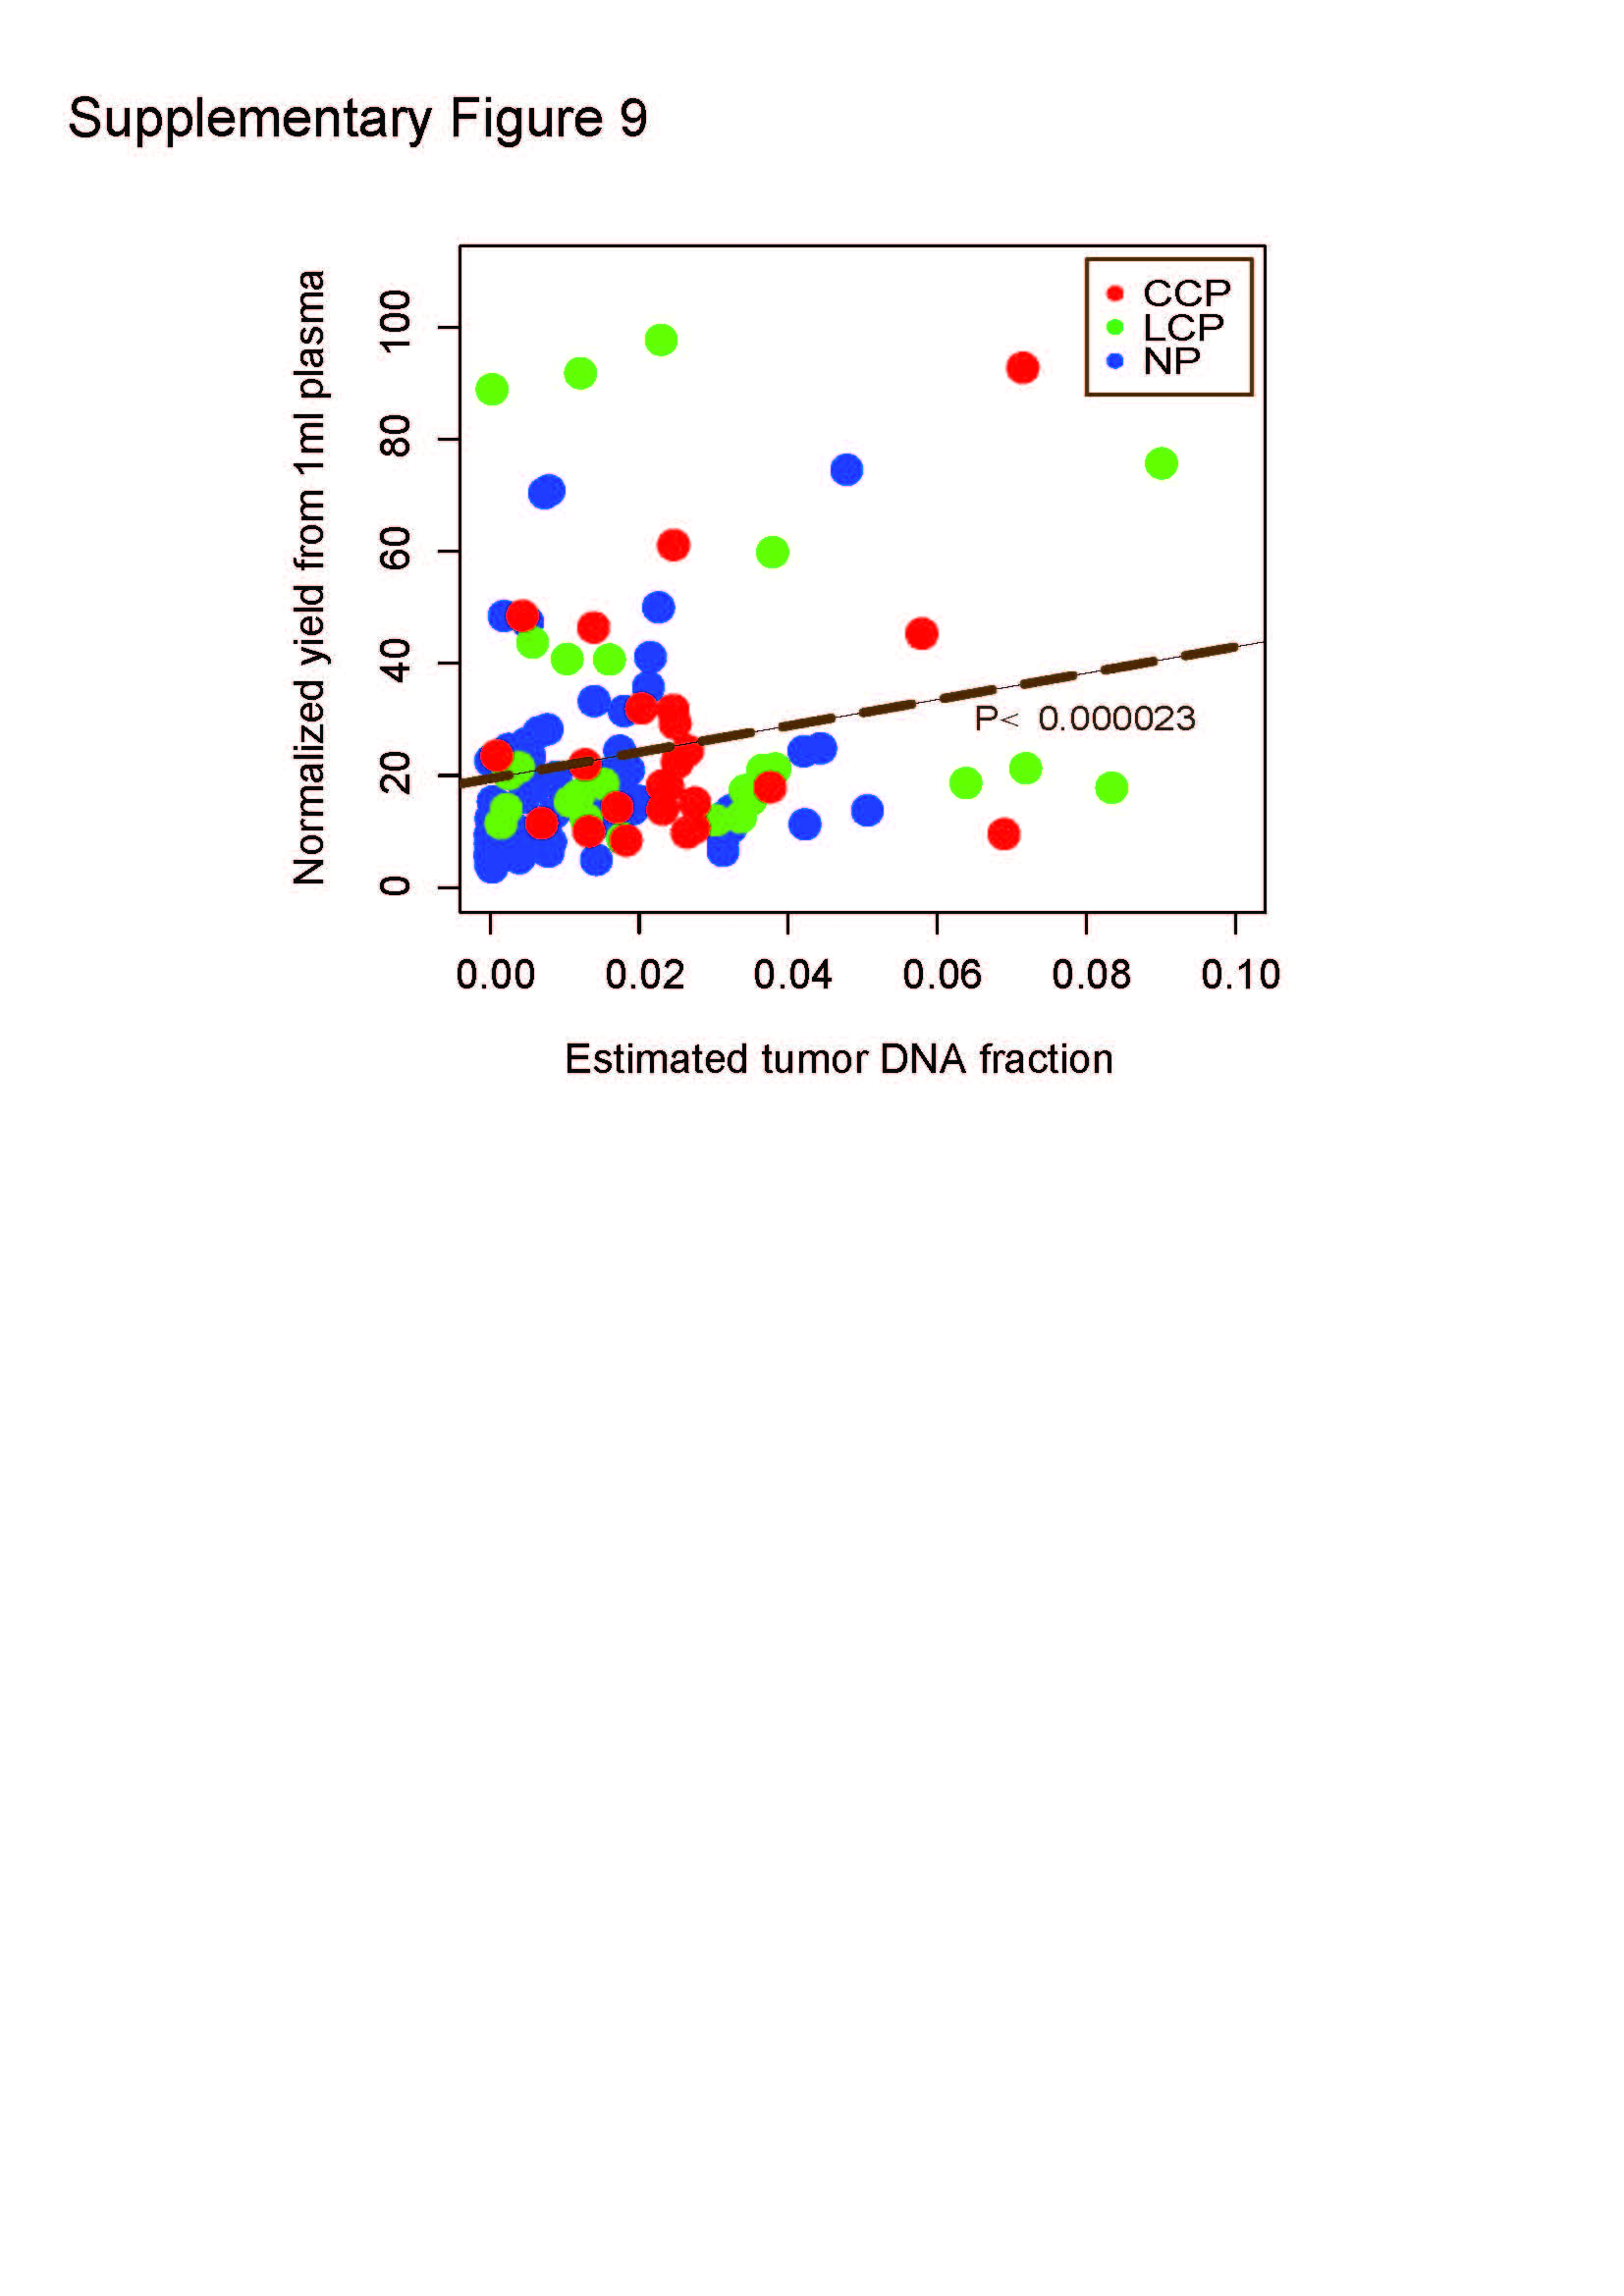 Supplementary Figure 9
Normalized yield from 1ml plasma
100
80
60
40
20
0
CCP
LCP
NP
P< 0.000023
0.00 0.02 0.04 0.06 0.08 0.10
Estimated tumor DNA fraction